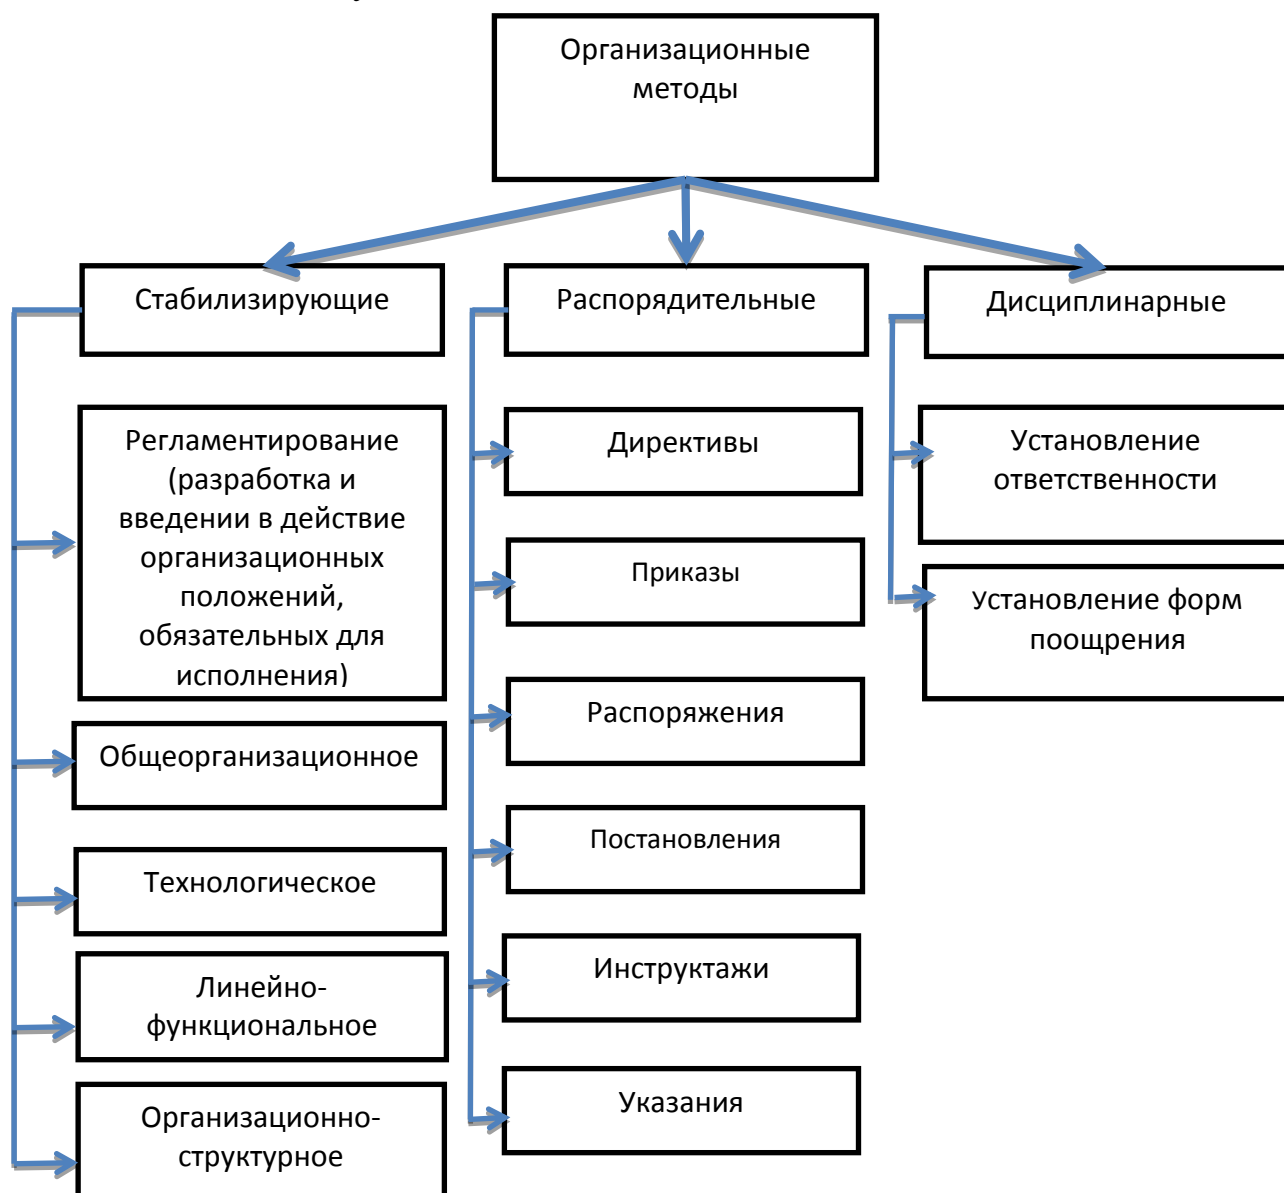 Организационные
методы
Стабилизирующие
Распорядительные
Дисциплинарные
Регламентирование
(разработка и
введении в действие
организационных
положений,
обязательных для
исполнения)
Общеорганизационное
Технологическое
Линейно-
функциональное
Организационно-
структурное
Директивы
Приказы
Распоряжения
Постановления
Инструктажи
Указания
Установление
ответственности
Установление форм
поощрения